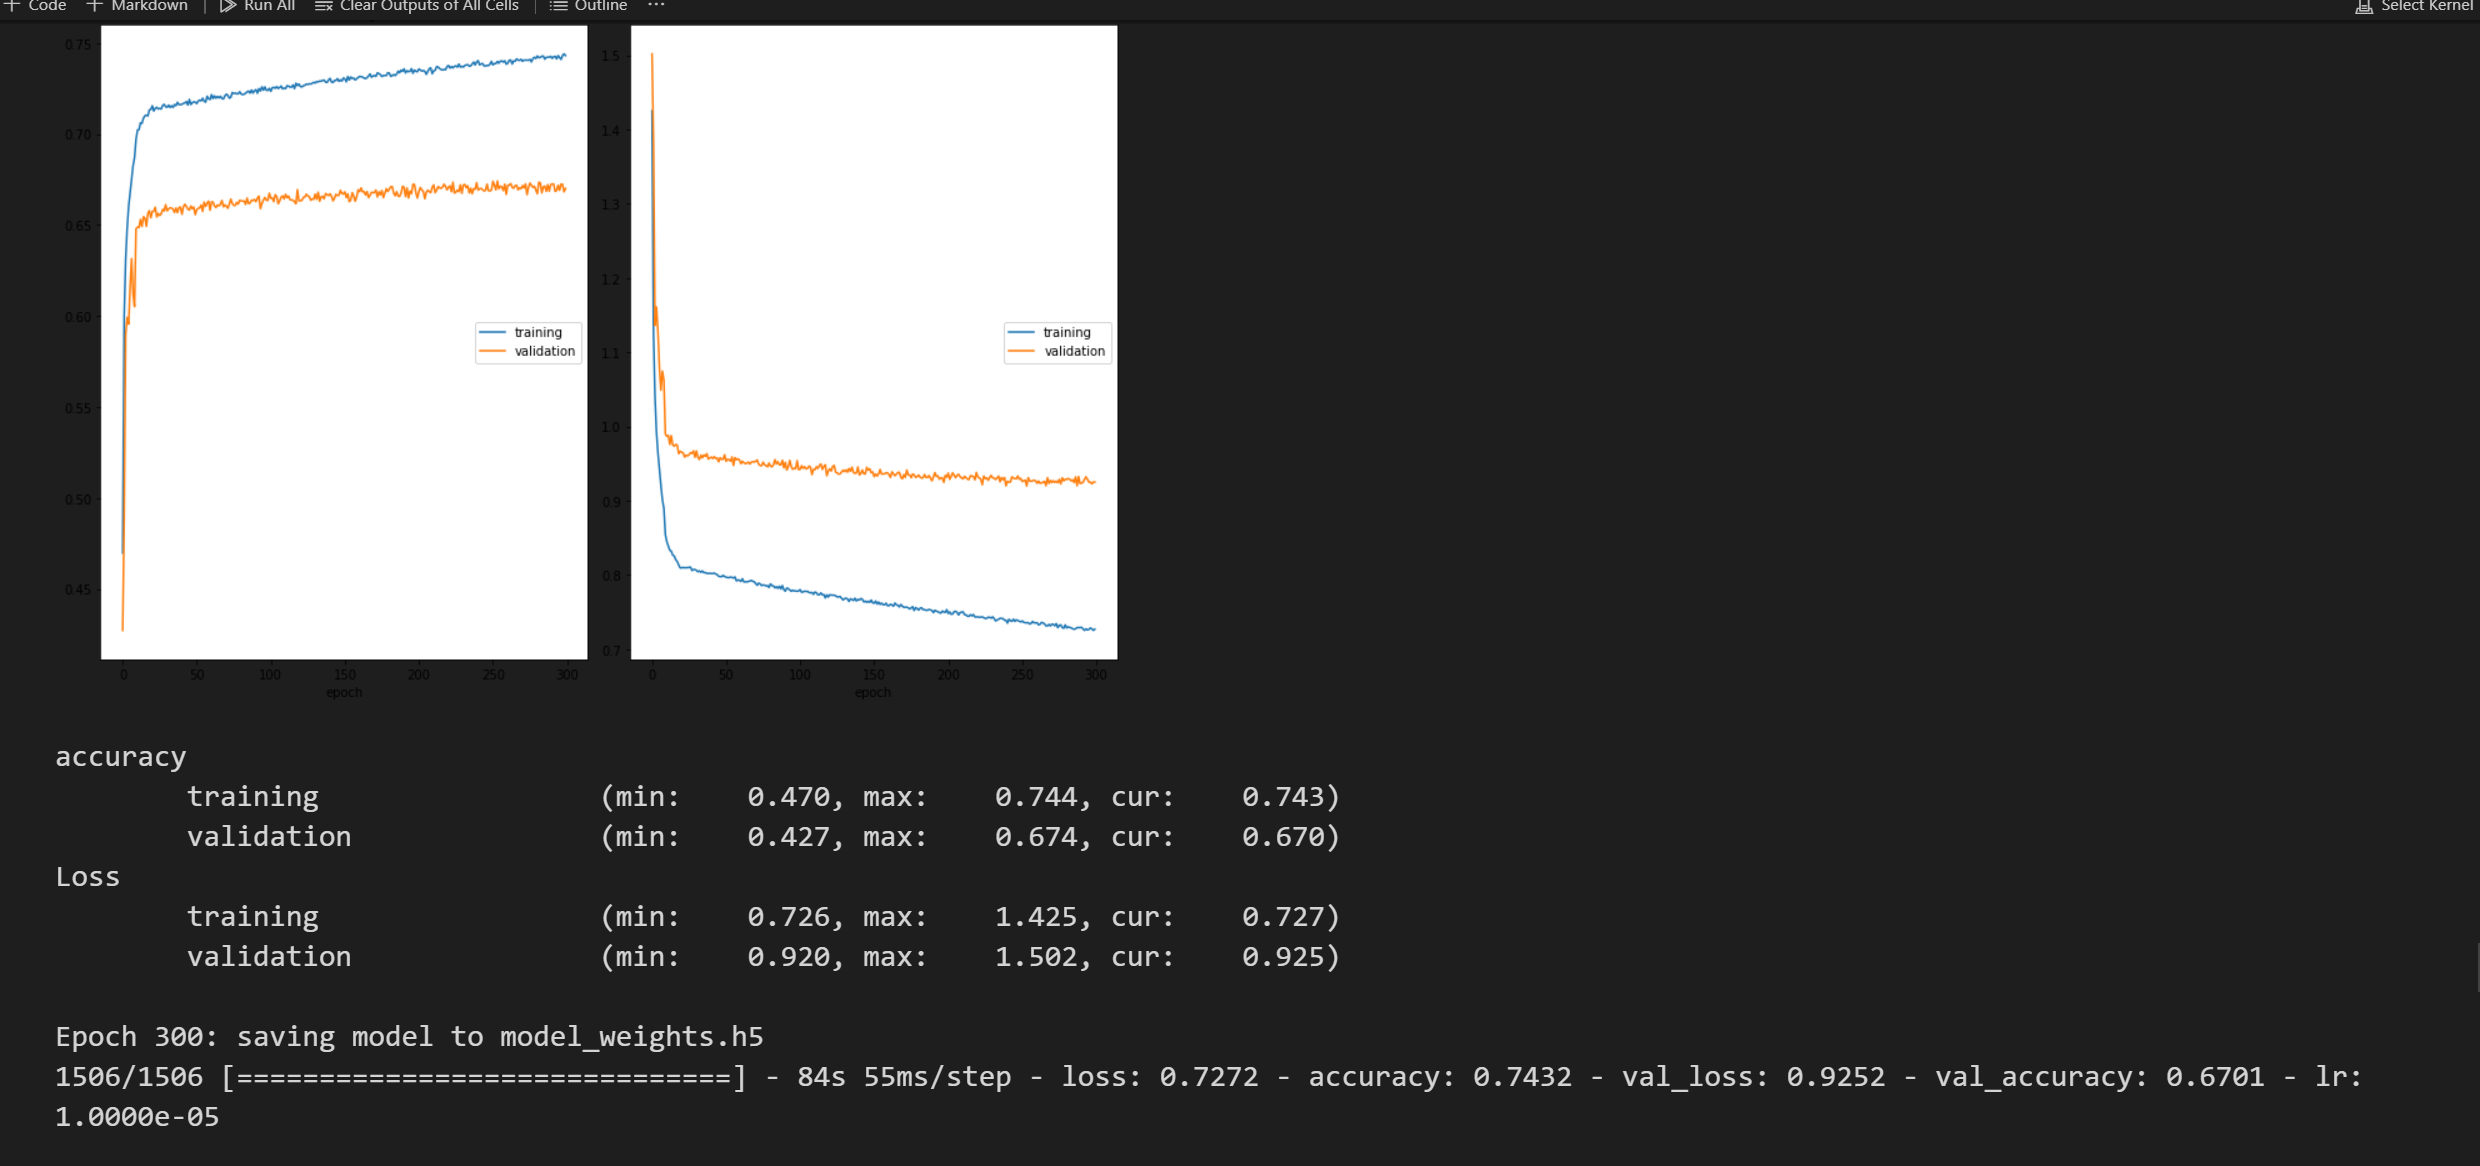 Code Markdown Run All Clear Outputs of All Cells Outline ... Select Kernel
0.75
0.70
0.65
0.60
0.55
0.50
0.45
training
validation
0 50 100 150 200 250 300
epoch
1.5
1.4
1.3
1.2
1.1
1.0
0.9
0.8
0.7
training
validation
0 50 100 150 200 250 300
epoch
accuracy
training (min: 0.470, max: 0.744, cur: 0.743)
validation (min: 0.427, max: 0.674, cur: 0.670)
Loss
training (min: 0.726, max: 1.425, cur: 0.727)
validation (min: 0.920, max: 1.502, cur: 0.925)
Epoch 300: saving model to model_weights.h5
1506/1506 [==============================] - 84s 55ms/step - loss: 0.7272 - accuracy: 0.7432 - val_loss: 0.9252 - val_accuracy: 0.6701 - lr:
1.0000e-05